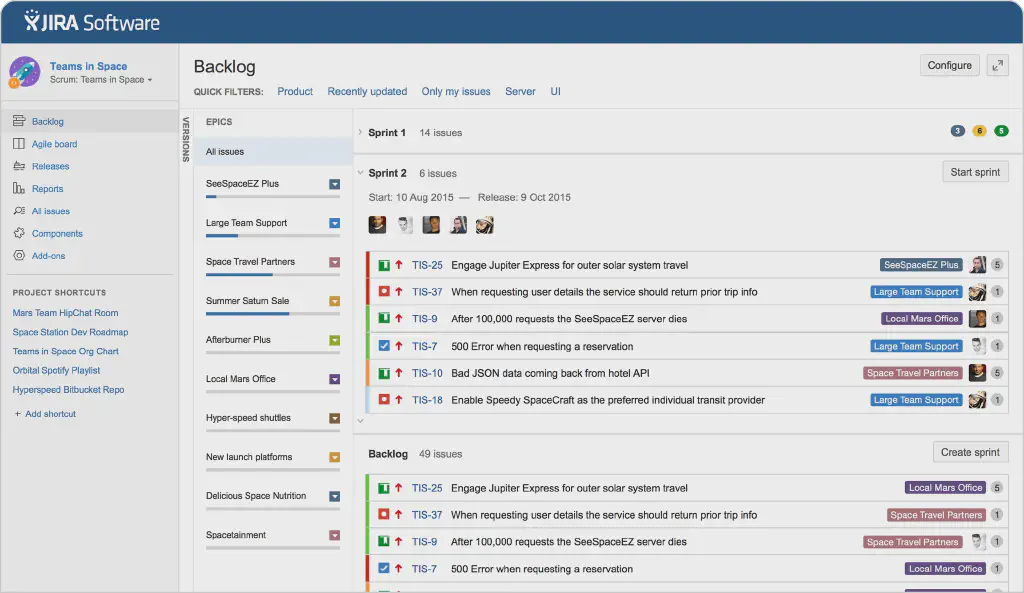 JIRA Software
Teams in Space
Scrum: Teams in Space
Backlog
Agile board
Releases
Reports
All issues
Components
Add-ons
PROJECT SHORTCUTS
Mars Team HipChat Room
Space Station Dev Roadmap
Teams in Space Org Chart
Orbital Spotify Playlist
Hyperspeed Bitbucket Repo
+ Add shortcut
Backlog
Configure
QUICK FILTERS: Product Recently updated Only my issues Server UI
VERSIONS
EPICS
All issues
SeeSpaceEZ Plus
Large Team Support
Space Travel Partners
Summer Saturn Sale
Afterburner Plus
Local Mars Office
Hyper-speed shuttles
New launch platforms
Delicious Space Nutrition
Spacetainment
Sprint 1 14 issues 3 6 5
Sprint 2 6 issues Start sprint
Start: 10 Aug 2015 — Release: 9 Oct 2015
TIS-25 Engage Jupiter Express for outer solar system travel SeeSpaceEZ Plus 5
TIS-37 When requesting user details the service should return prior trip info Large Team Support 1
TIS-9 After 100,000 requests the SeeSpaceEZ server dies Local Mars Office 1
TIS-7 500 Error when requesting a reservation Large Team Support 1
TIS-10 Bad JSON data coming back from hotel API Space Travel Partners 5
TIS-18 Enable Speedy SpaceCraft as the preferred individual transit provider Large Team Support 1
Backlog 49 issues Create sprint
TIS-25 Engage Jupiter Express for outer solar system travel Local Mars Office 5
TIS-37 When requesting user details the service should return prior trip info Space Travel Partners 1
TIS-9 After 100,000 requests the SeeSpaceEZ server dies Space Travel Partners 1
TIS-7 500 Error when requesting a reservation Local Mars Office 1